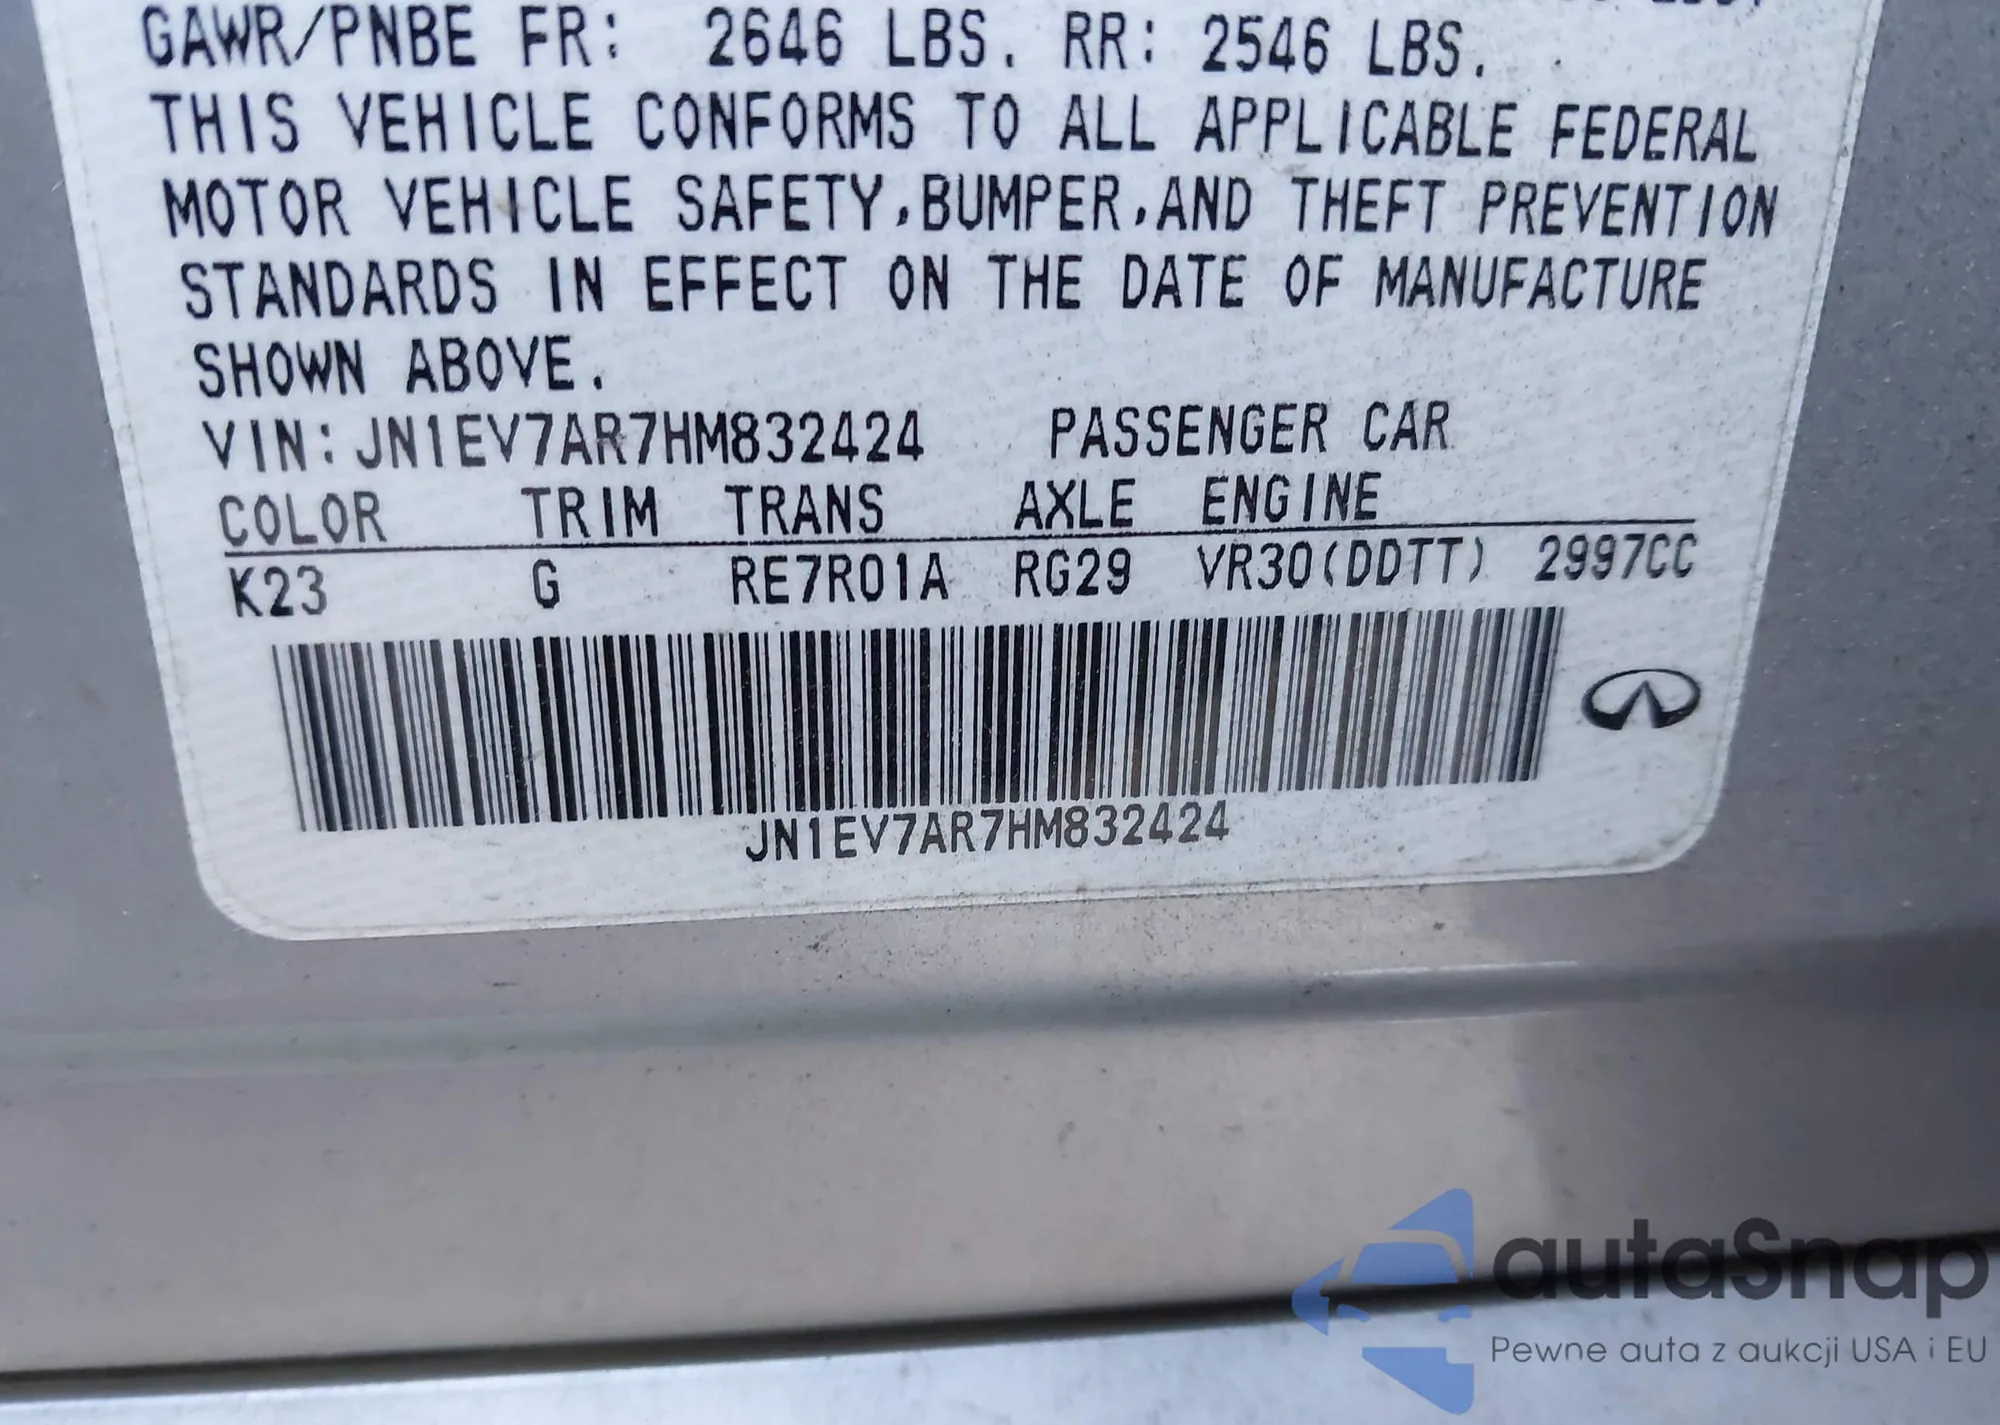 GAWR/PNBE FR: 2646 LBS. RR: 2546 LBS.
THIS VEHICLE CONFORMS TO ALL APPLICABLE FEDERAL
MOTOR VEHICLE SAFETY,BUMPER,AND THEFT PREVENTION
STANDARDS IN EFFECT ON THE DATE OF MANUFACTURE
SHOWN ABOVE.
VIN:JN1EV7AR7HM832424 PASSENGER CAR
COLOR TRIM TRANS AXLE ENGINE
K23 G RE7R01A RG29 VR30(DDTT) 2997CC
JN1EV7AR7HM832424
autaSnap
Pewne auta z aukcji USA i EU